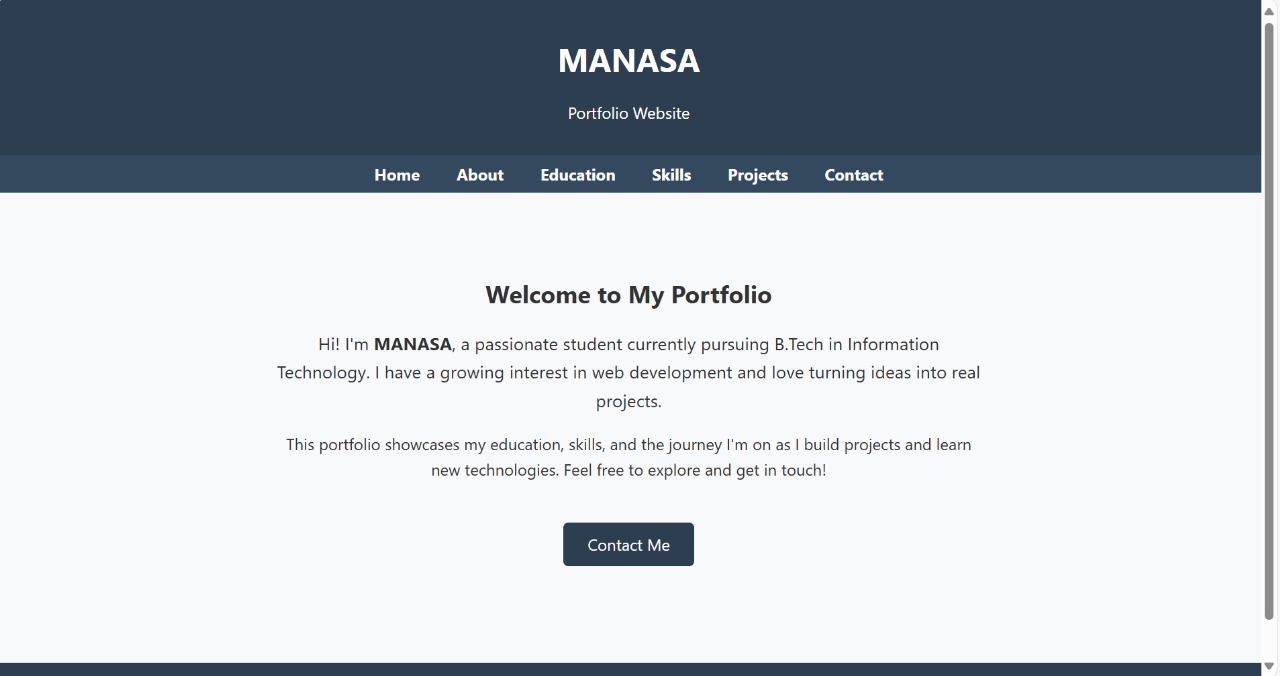 MANASA
Portfolio Website
Home About Education Skills Projects Contact
Welcome to My Portfolio
Hi! I'm MANASA, a passionate student currently pursuing B.Tech in Information
Technology. I have a growing interest in web development and love turning ideas into real
projects.
This portfolio showcases my education, skills, and the journey I'm on as I build projects and learn
new technologies. Feel free to explore and get in touch!
Contact Me